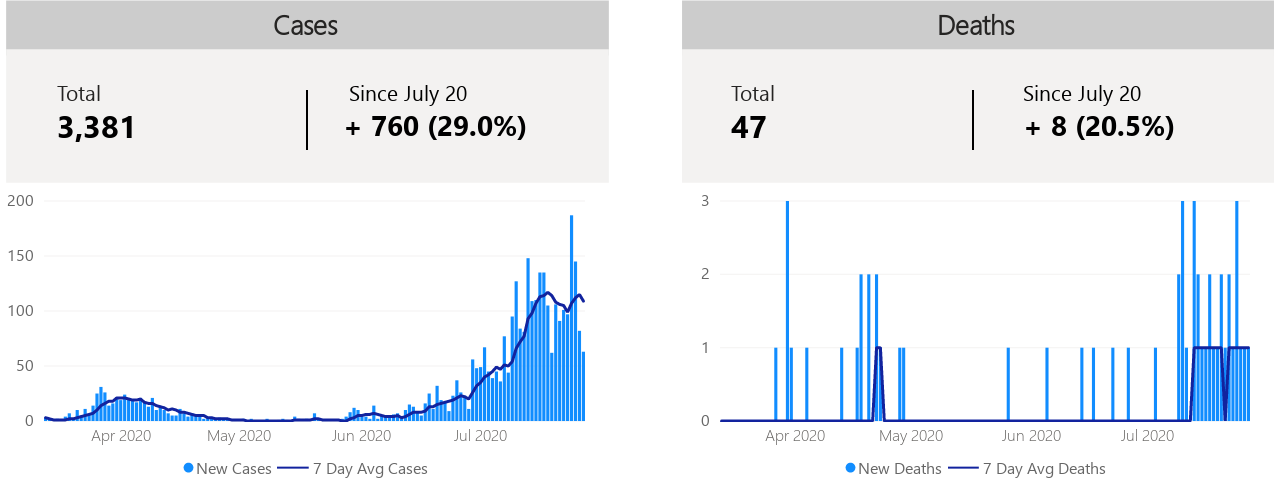 Cases
Total
3,381
Since July 20
+ 760 (29.0%)
200
150
100
50
0
Apr 2020
May 2020
Jun 2020
Jul 2020
New Cases
7 Day Avg Cases
Deaths
Total
47
Since July 20
+ 8 (20.5%)
3
2
1
0
Apr 2020
May 2020
Jun 2020
Jul 2020
New Deaths
7 Day Avg Deaths